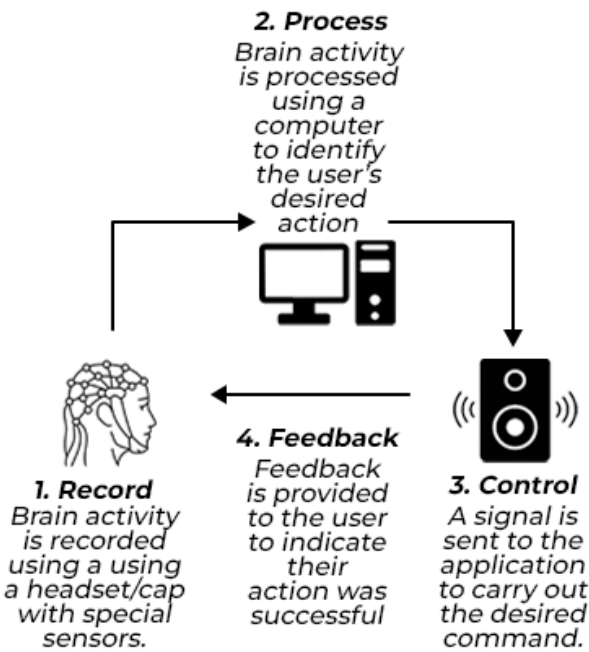 2. Process
Brain activity
is processed
using a
computer
to identify
the user's
desired
action
1. Record
Brain activity
is recorded
using a using
a headset/cap
with special
sensors.
4. Feedback
Feedback
is provided
to the user
to indicate
their
action was
successful
3. Control
A signal is
sent to the
application
to carry out
the desired
command.